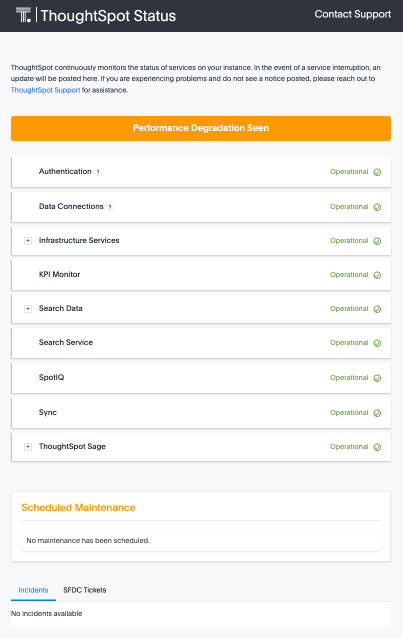 ThoughtSpot Status
Contact Support
ThoughtSpot continuously monitors the status of services on your instance. In the event of a service interruption, an
update will be posted here. If you are experiencing problems and do not see a notice posted, please reach out to
ThoughtSpot Support for assistance.
Performance Degradation Seen
Authentication ?
Operational
Data Connections ?
Operational
+ Infrastructure Services
Operational
KPI Monitor
Operational
+ Search Data
Operational
Search Service
Operational
SpotIQ
Operational
Sync
Operational
+ ThoughtSpot Sage
Operational
Scheduled Maintenance
No maintenance has been scheduled.
Incidents
SFDC Tickets
No incidents available